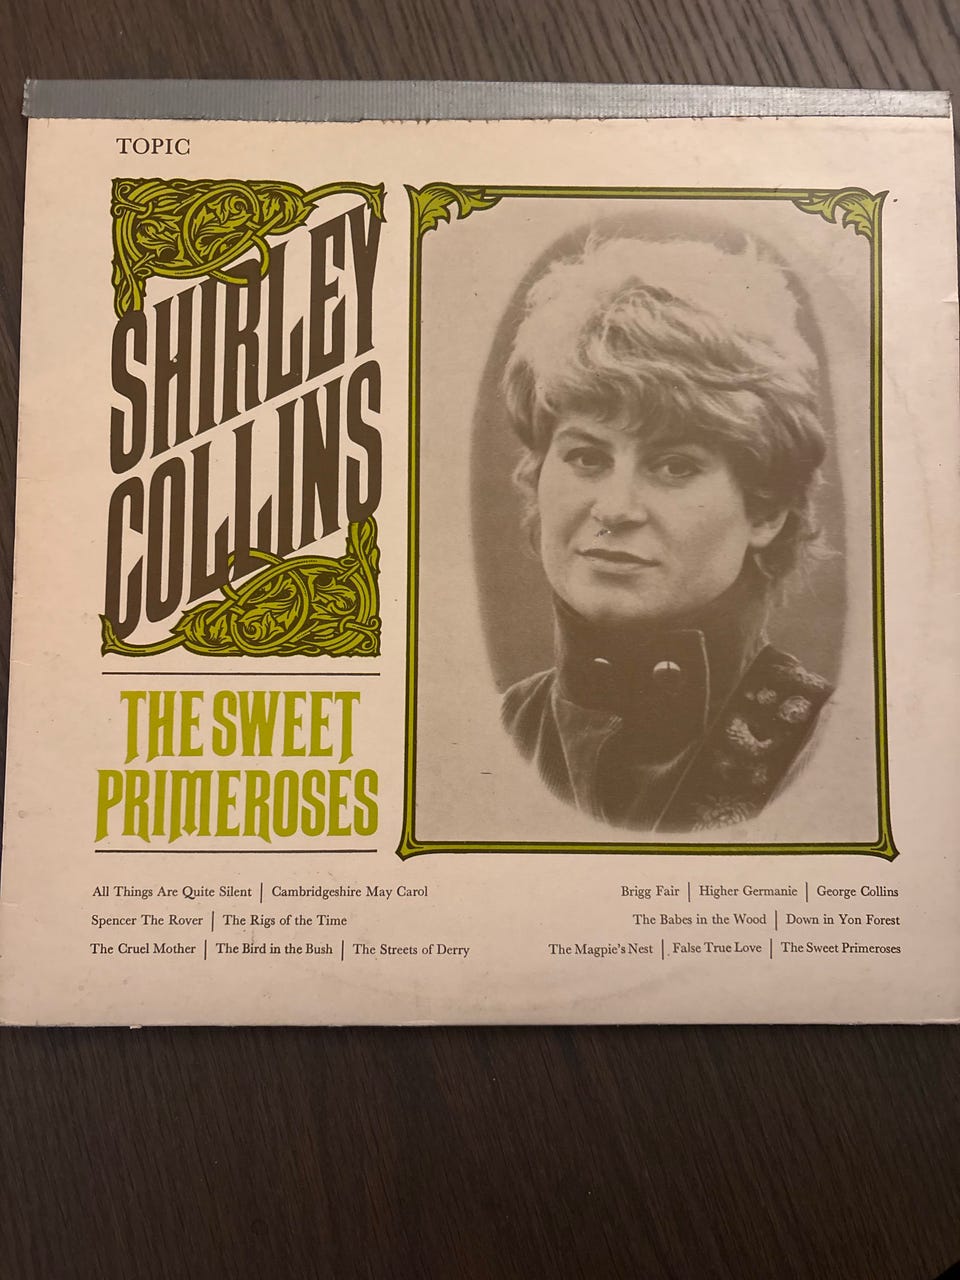 TOPIC
SHIRLEY
COLLINS
THE SWEET
PRIMEROSES
All Things Are Quite Silent | Cambridgeshire May Carol
Spencer The Rover | The Rigs of the Time
The Cruel Mother | The Bird in the Bush | The Streets of Derry
Brigg Fair | Higher Germanie | George Collins
The Babes in the Wood | Down in Yon Forest
The Magpie's Nest | False True Love | The Sweet Primeroses